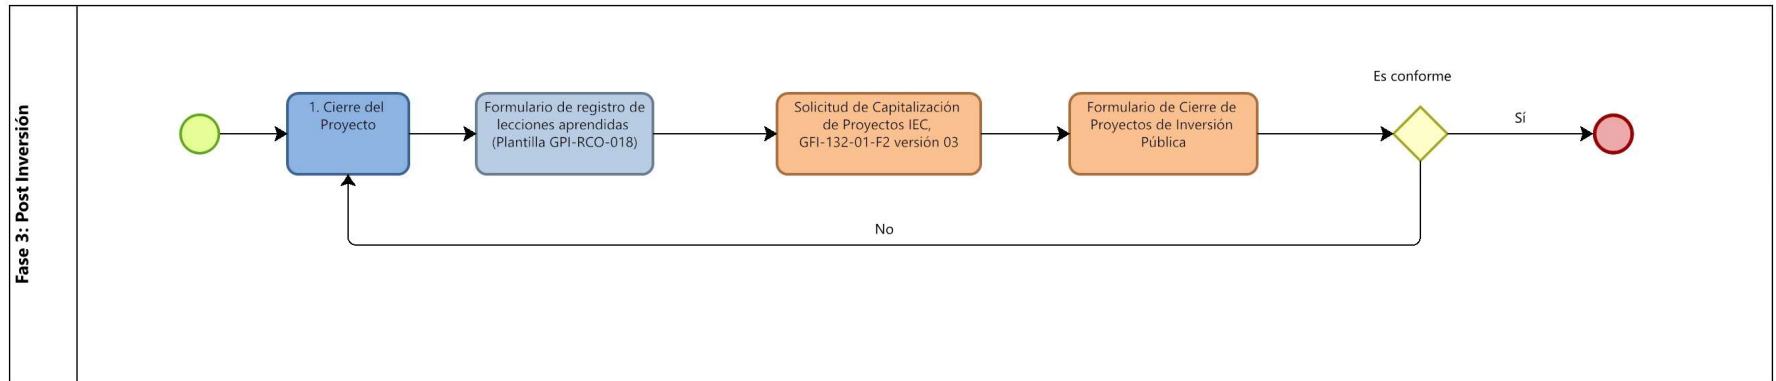 Fase 3: Post Inversión
1. Cierre del
Proyecto
Formulario de registro de
lecciones aprendidas
(Plantilla GPI-RCO-018)
Solicitud de Capitalización
de Proyectos IEC,
GFI-132-01-F2 versión 03
Formulario de Cierre de
Proyectos de Inversión
Pública
Es conforme
Sí
No